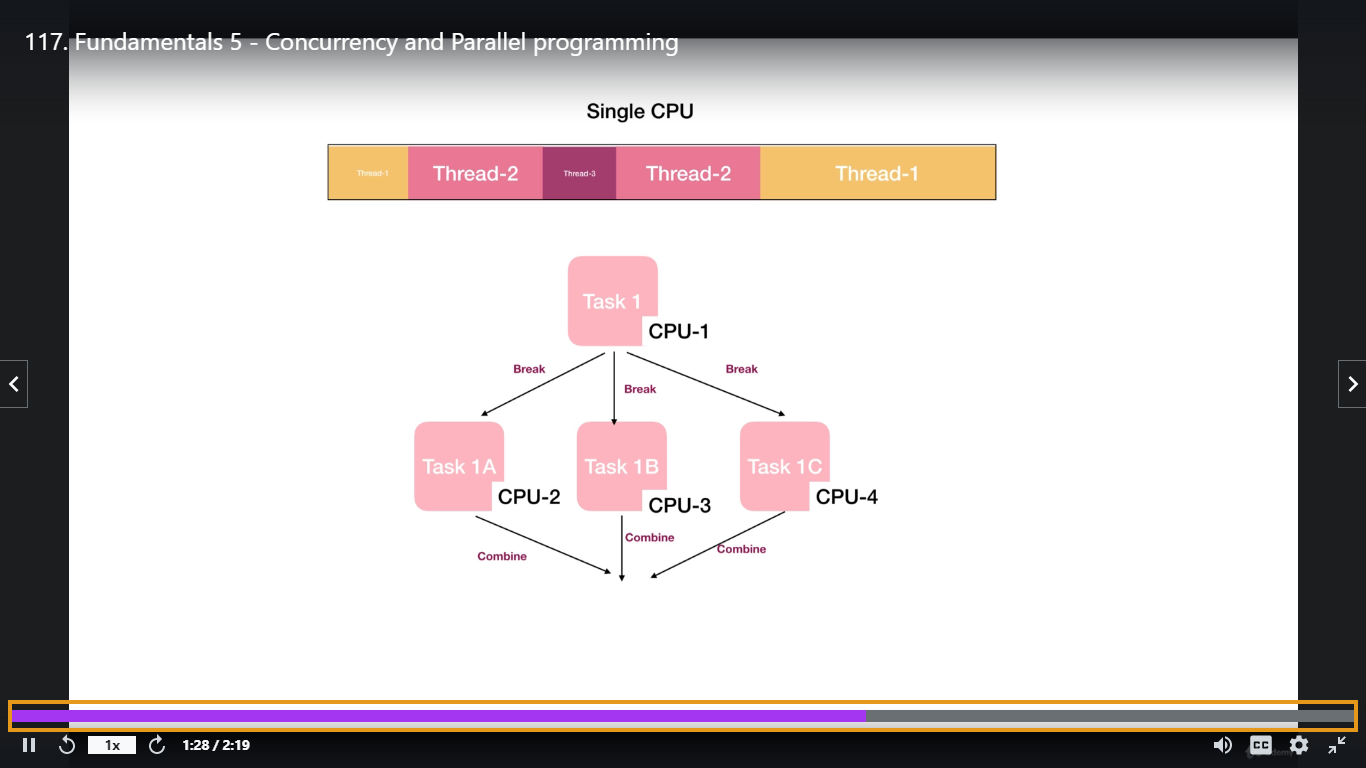 117. Fundamentals 5 - Concurrency and Parallel programming
Single CPU
Thread-1 Thread-2 Thread-3 Thread-2 Thread-1
Task 1
CPU-1
Break Break
Break
Task 1A Task 1B Task 1C
CPU-2 CPU-3 CPU-4
Combine
Combine Combine
1x 1:28 / 2:19 CC